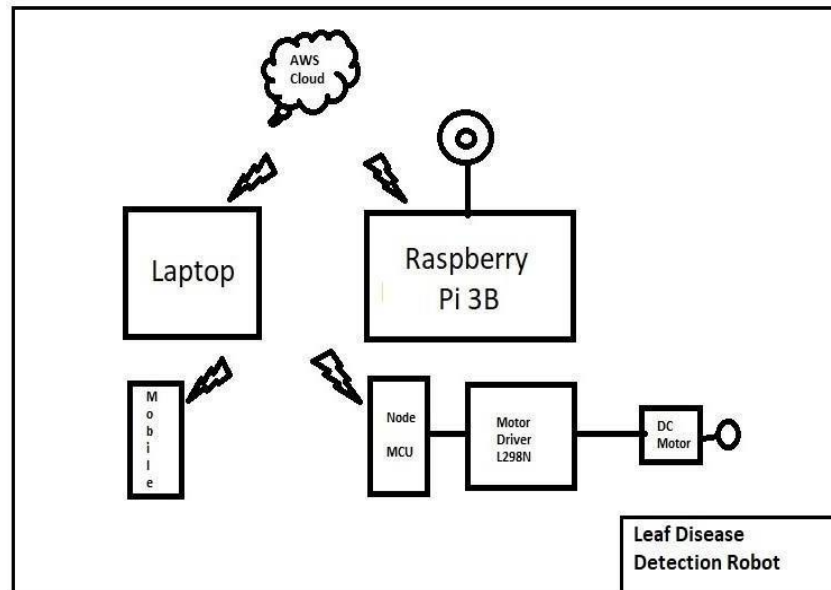 AWS
Cloud
Laptop
Raspberry
Pi 3B
M
o
b
i
l
e
Node
MCU
Motor
Driver
L298N
DC
Motor
Leaf Disease
Detection Robot